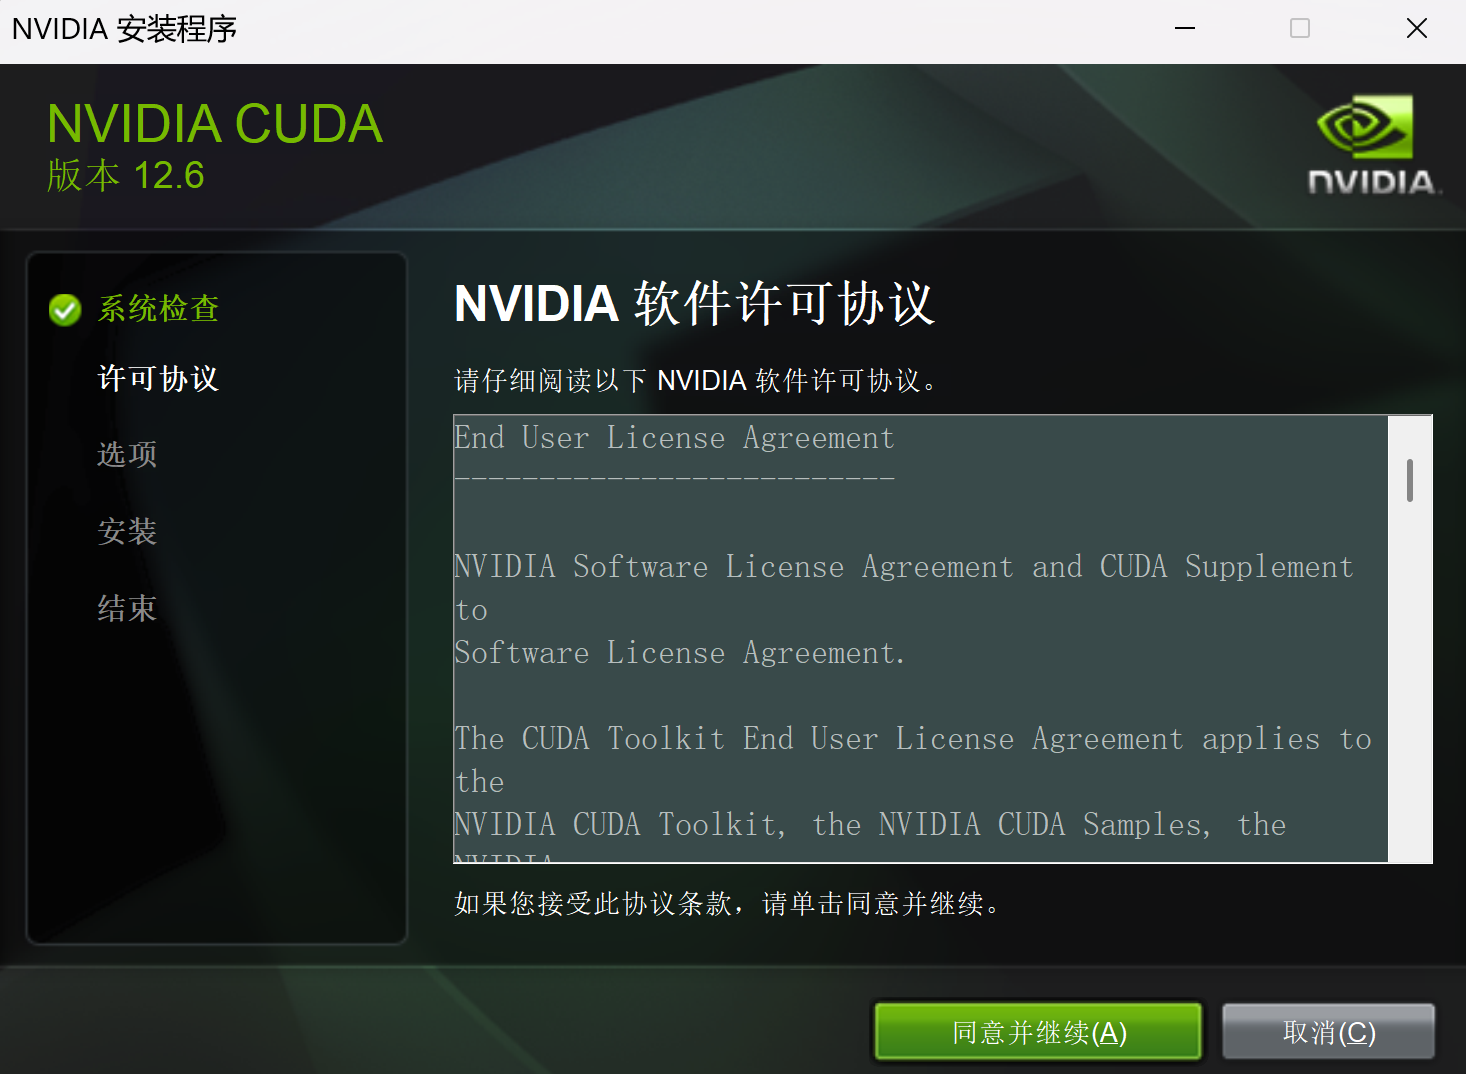 NVIDIA 安装程序
NVIDIA CUDA
版本 12.6
NVIDIA.
系统检查
许可协议
选项
安装
结束
NVIDIA 软件许可协议
请仔细阅读以下 NVIDIA 软件许可协议。
End User License Agreement
--------------------------
NVIDIA Software License Agreement and CUDA Supplement
to
Software License Agreement.
The CUDA Toolkit End User License Agreement applies to
the
NVIDIA CUDA Toolkit, the NVIDIA CUDA Samples, the
NVIDIA
如果您接受此协议条款，请单击同意并继续。
同意并继续(A)
取消(C)